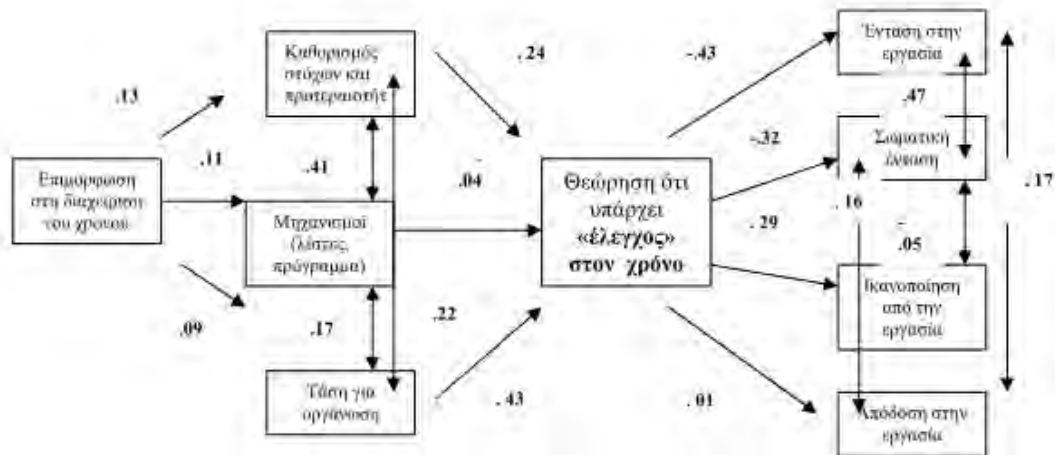 Επιμόρφωση
στη διαχείριση
του χρόνου
.13
.11
.09
Καθορισμός
στόχων και
προτεραιοτήτ
.41
Μηχανισμοί
(λίστες,
πρόγραμμα)
.17
Τάση για
οργάνωση
.24
.04
.22
.43
Θεώρηση ότι
υπάρχει
«έλεγχος»
στον χρόνο
-.43
-.32
. 29
. 01
Ένταση στην
εργασία
.47
Σωματική
ένταση
. 16
. 17
-
.05
Ικανοποίηση
από την
εργασία
Απόδοση στην
εργασία